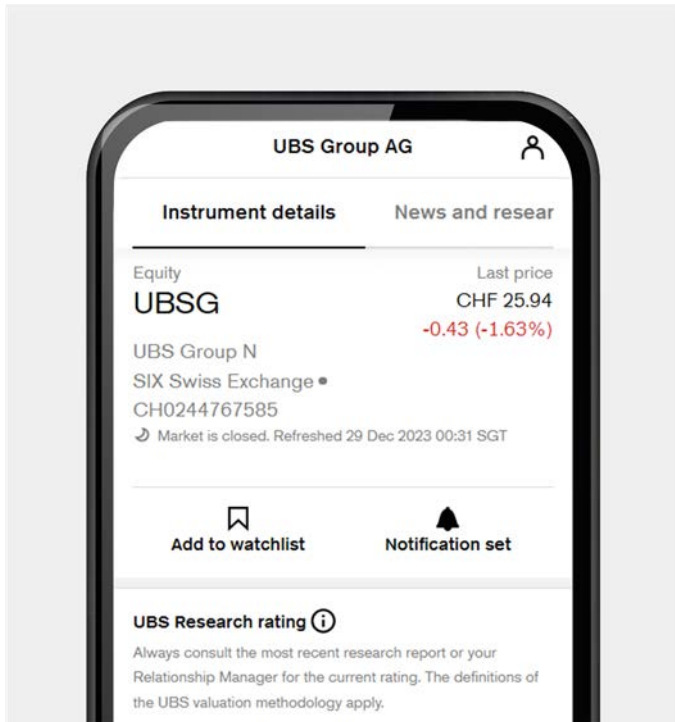 UBS Group AG
Instrument details
News and resear
Equity
Last price
UBSG
CHF 25.94
-0.43 (-1.63%)
UBS Group N
SIX Swiss Exchange
CH0244767585
Market is closed. Refreshed 29 Dec 2023 00:31 SGT
Add to watchlist
Notification set
UBS Research rating
Always consult the most recent research report or your
Relationship Manager for the current rating. The definitions of
the UBS valuation methodology apply.